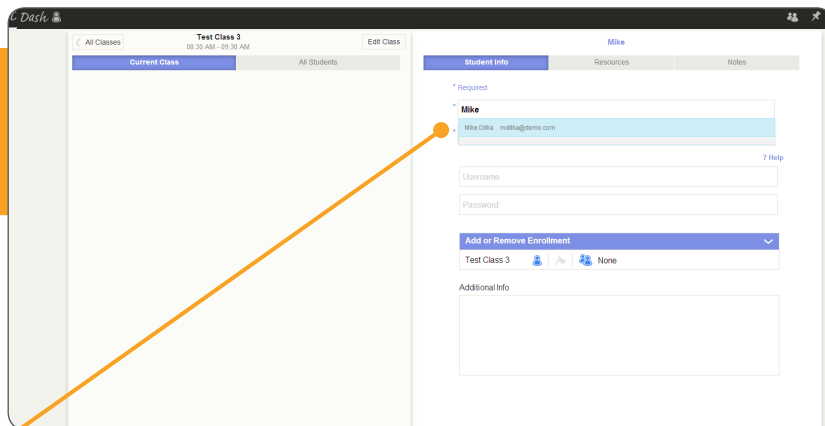 C Dash
All Classes
Test Class 3
08:30 AM - 09:30 AM
Edit Class
Current Class
All Students
Mike
Student Info
Resources
Notes
* Required
* Mike
Mike Ditka mditka@demo.com
*
? Help
Username
Password
Add or Remove Enrollment
Test Class 3
None
Additional Info